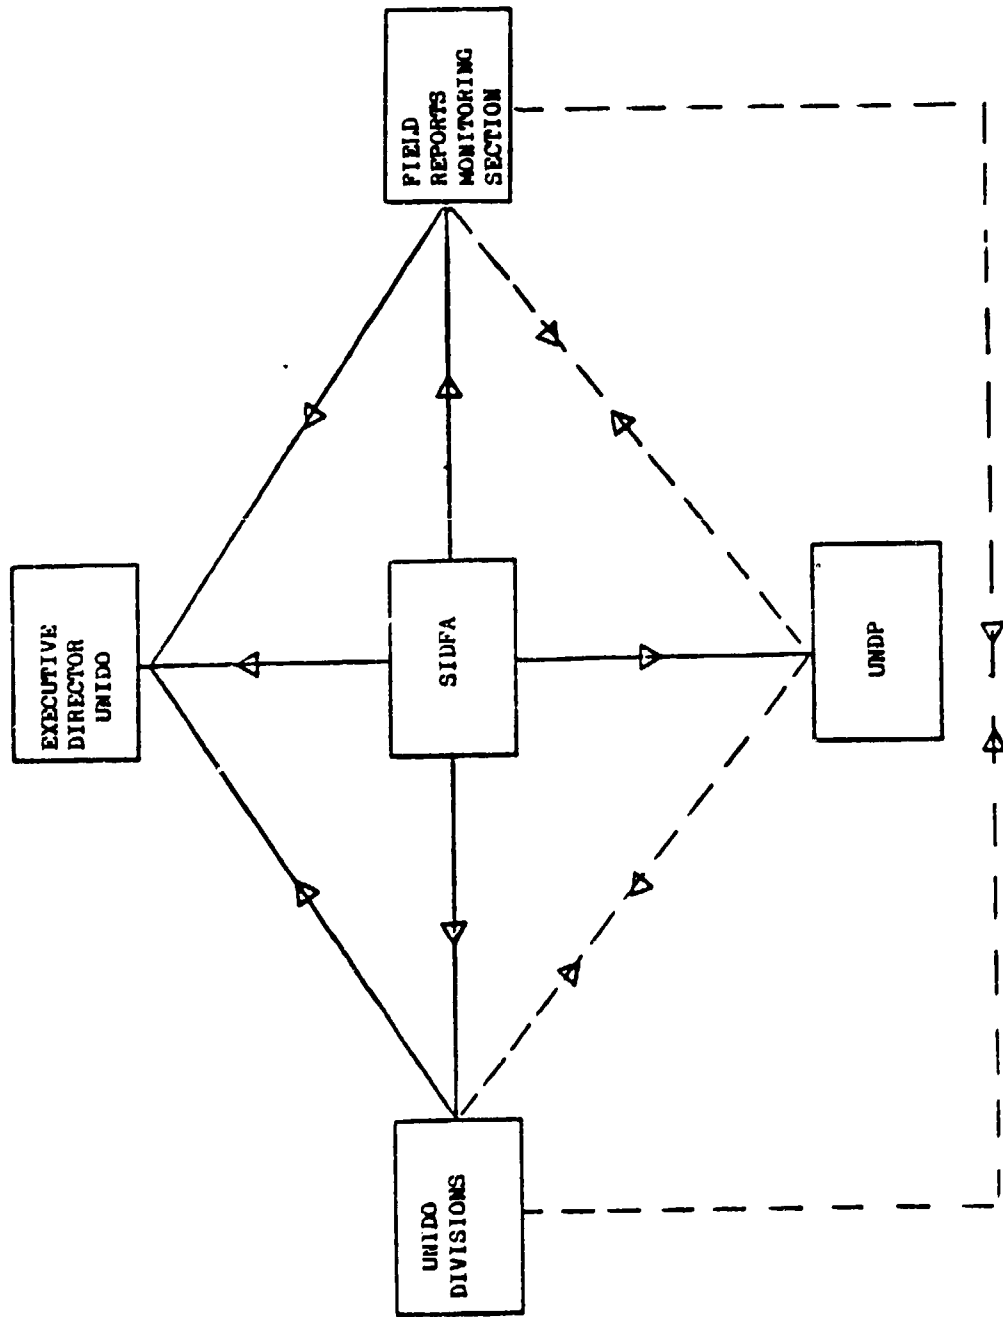 EXECUTIVE
DIRECTOR
UNIDO
UNIDO
DIVISIONS
SIDFA
FIELD
REPORTS
MONITORING
SECTION
UNDP